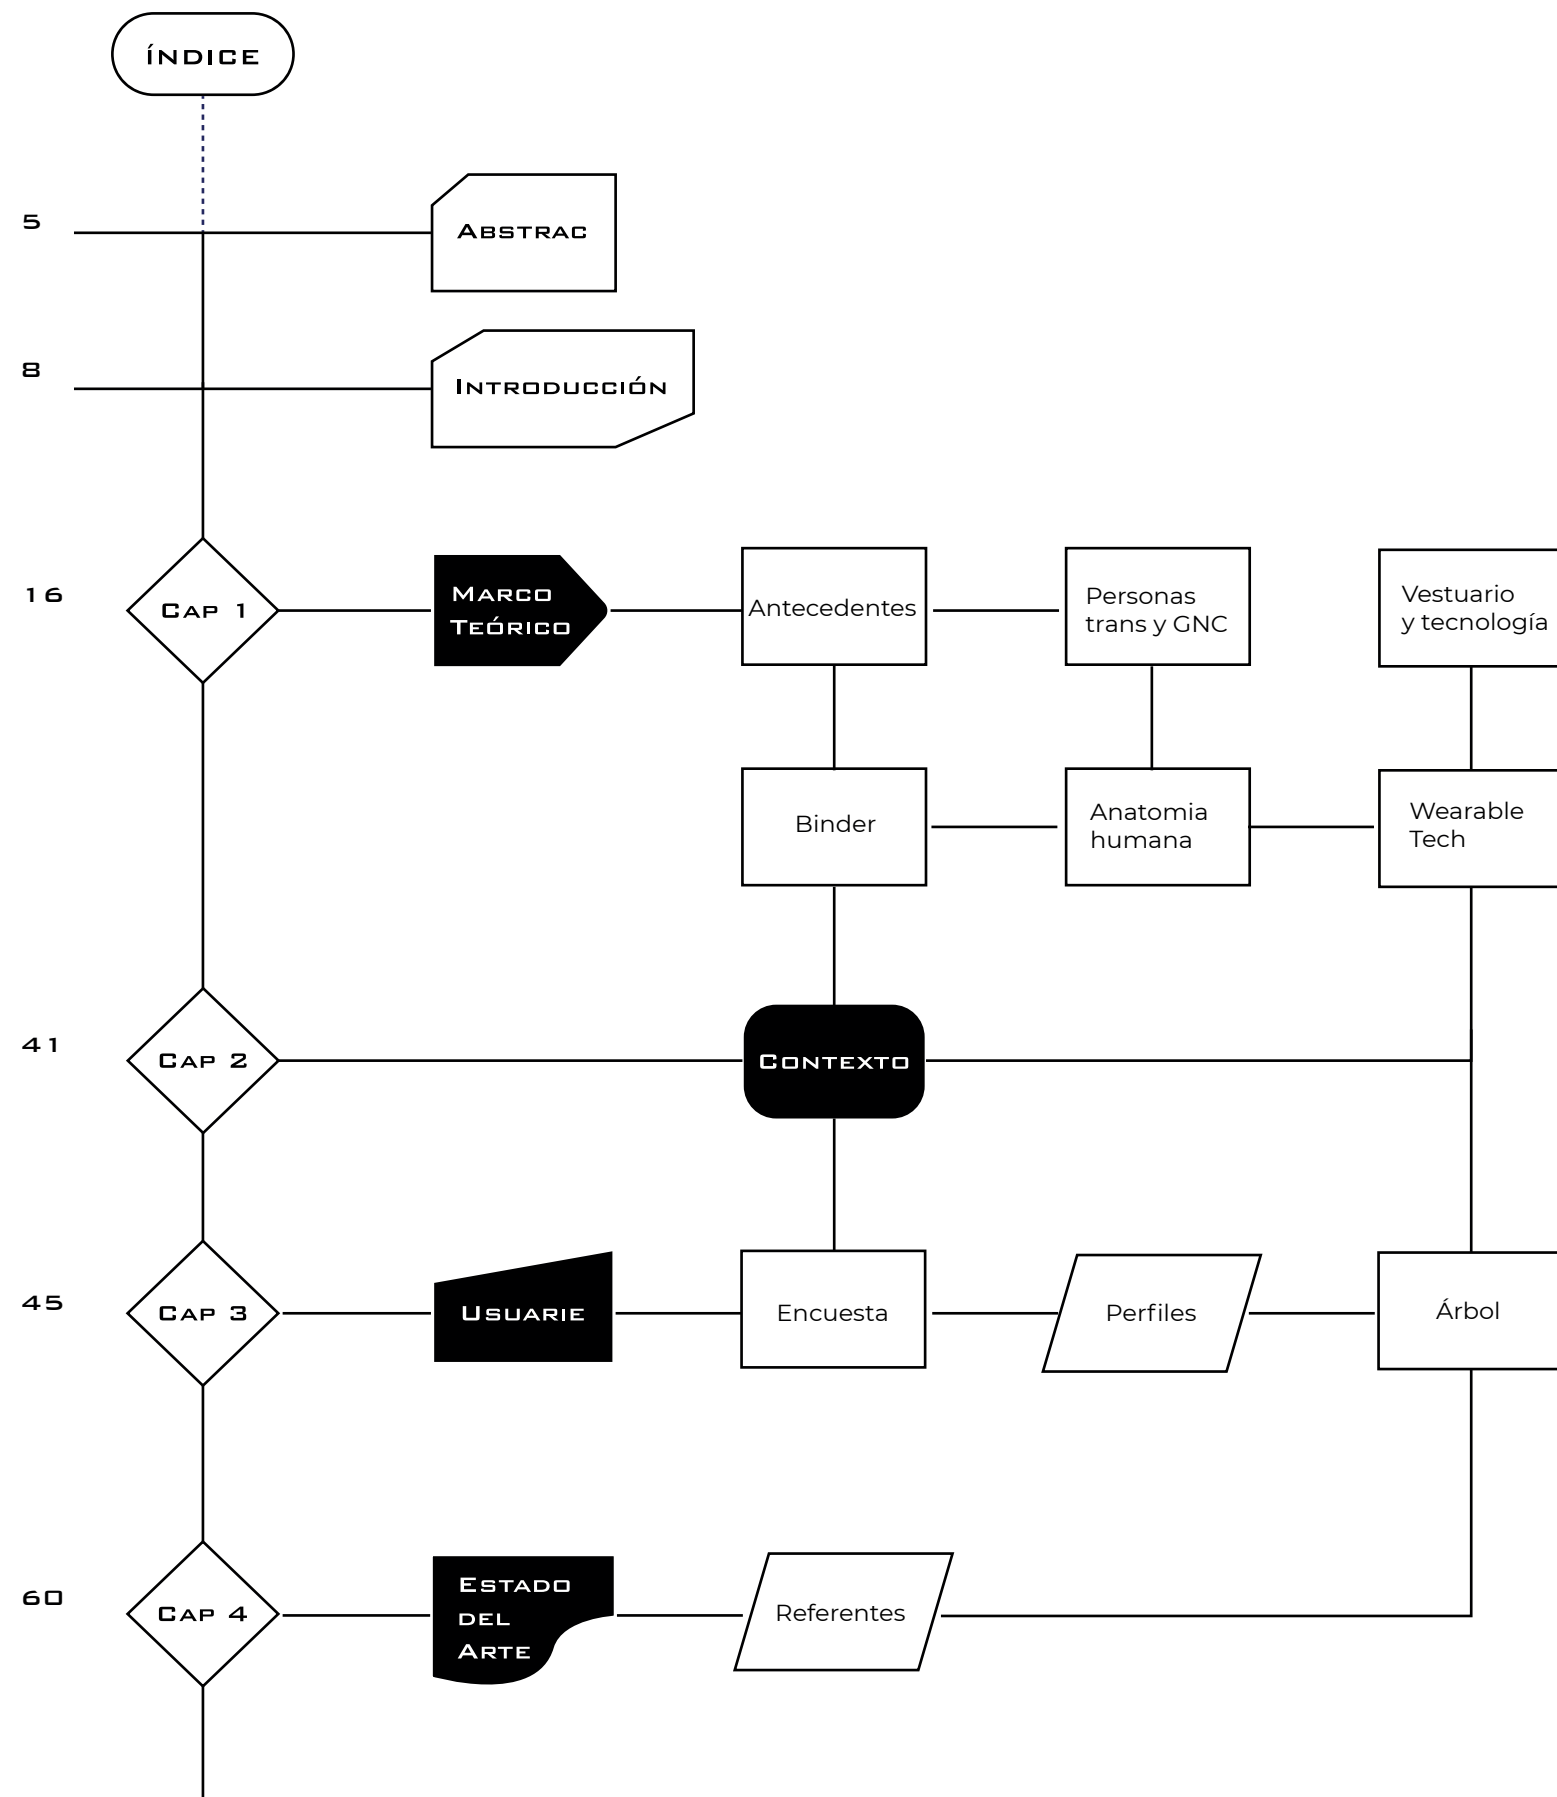 ÍNDICE
5
ABSTRAC
8
INTRODUCCIÓN
16
CAP 1
MARCO
TEÓRICO
Antecedentes
Personas
trans y GNC
Vestuario
y tecnología
Binder
Anatomia
humana
Wearable
Tech
41
CAP 2
CONTEXTO
45
CAP 3
USUARIE
Encuesta
Perfiles
Árbol
60
CAP 4
ESTADO
DEL
ARTE
Referentes